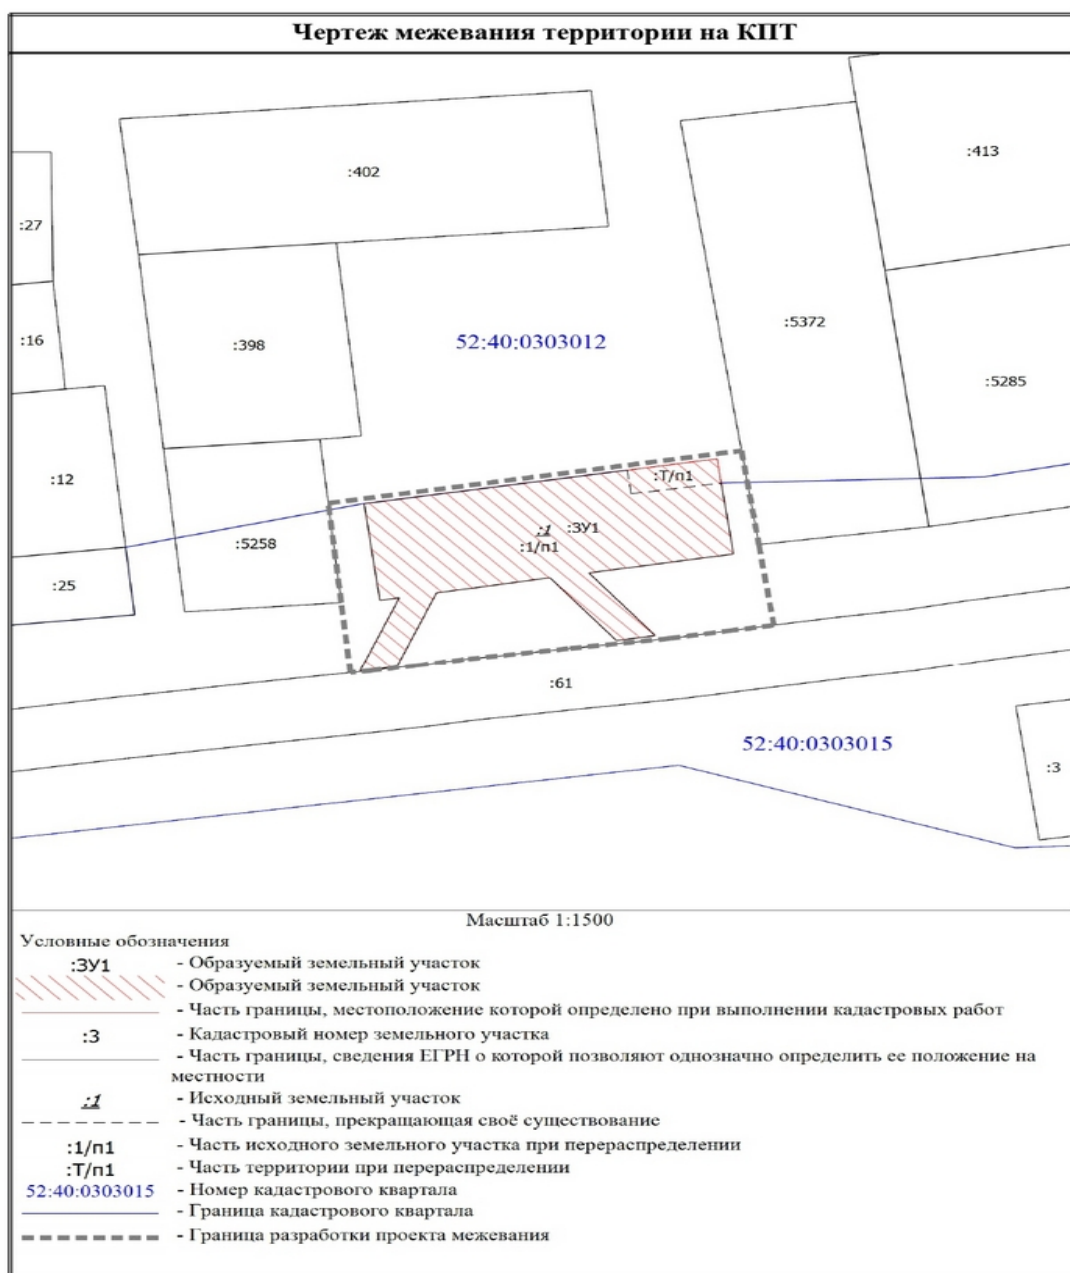 Чертеж межевания территории на КПТ
:413
:402
:27
:5372
:16
:398
52:40:0303012
:5285
:12
:Т/п1
:1 :ЗУ1
:1/п1
:5258
:25
:61
52:40:0303015
:3
Масштаб 1:1500
Условные обозначения
:ЗУ1 - Образуемый земельный участок
- Образуемый земельный участок
- Часть границы, местоположение которой определено при выполнении кадастровых работ
:3 - Кадастровый номер земельного участка
- Часть границы, сведения ЕГРН о которой позволяют однозначно определить ее положение на
местности
:1 - Исходный земельный участок
- Часть границы, прекращающая своё существование
:1/п1 - Часть исходного земельного участка при перераспределении
:Т/п1 - Часть территории при перераспределении
52:40:0303015 - Номер кадастрового квартала
- Граница кадастрового квартала
- Граница разработки проекта межевания